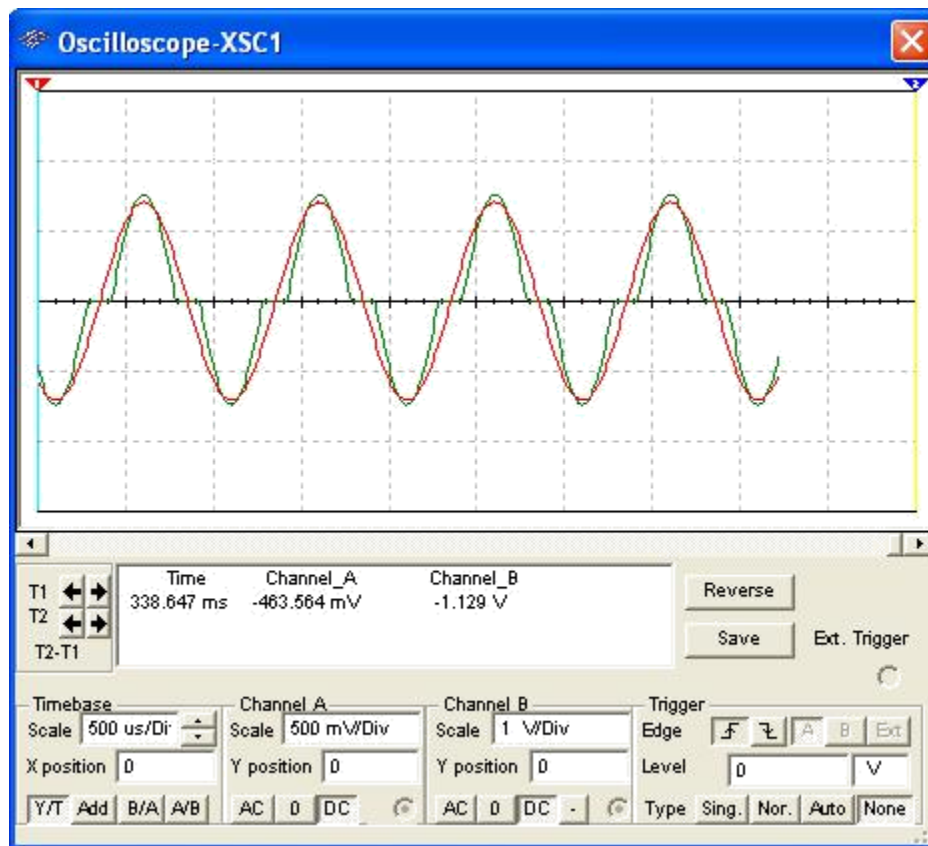 Oscilloscope-XSC1
1
2
Time Channel_A Channel_B
T1 338.647 ms -463.564 mV -1.129 V
T2
T2-T1
Reverse
Save
Ext. Trigger
Timebase
Scale 500 us/Dir
X position 0
Y/T Add B/A A/B
Channel A
Scale 500 mV/Div
Y position 0
AC 0 DC
Channel B
Scale 1 V/Div
Y position 0
AC 0 DC -
Trigger
Edge A B Ext
Level 0 V
Type Sing. Nor. Auto None